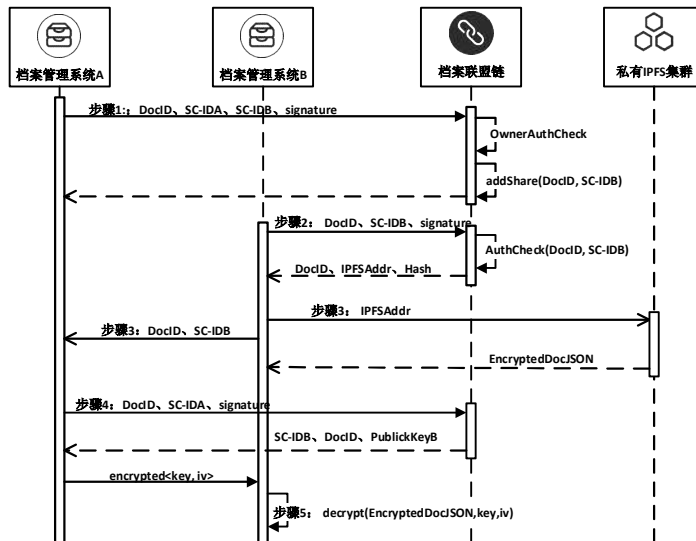 档案管理系统A
档案管理系统B
档案联盟链
私有IPFS集群
步骤1:：DocID、SC-IDA、SC-IDB、signature
OwnerAuthCheck
addShare(DocID, SC-IDB)
步骤2： DocID、SC-IDB、signature
AuthCheck(DocID, SC-IDB)
DocID、IPFSAddr、Hash
步骤3： IPFSAddr
步骤3：DocID、SC-IDB
EncryptedDocJSON
步骤4：DocID、SC-IDA、signature
SC-IDB、DocID、PublickKeyB
encrypted<key, iv>
步骤5： decrypt(EncryptedDocJSON,key,iv)